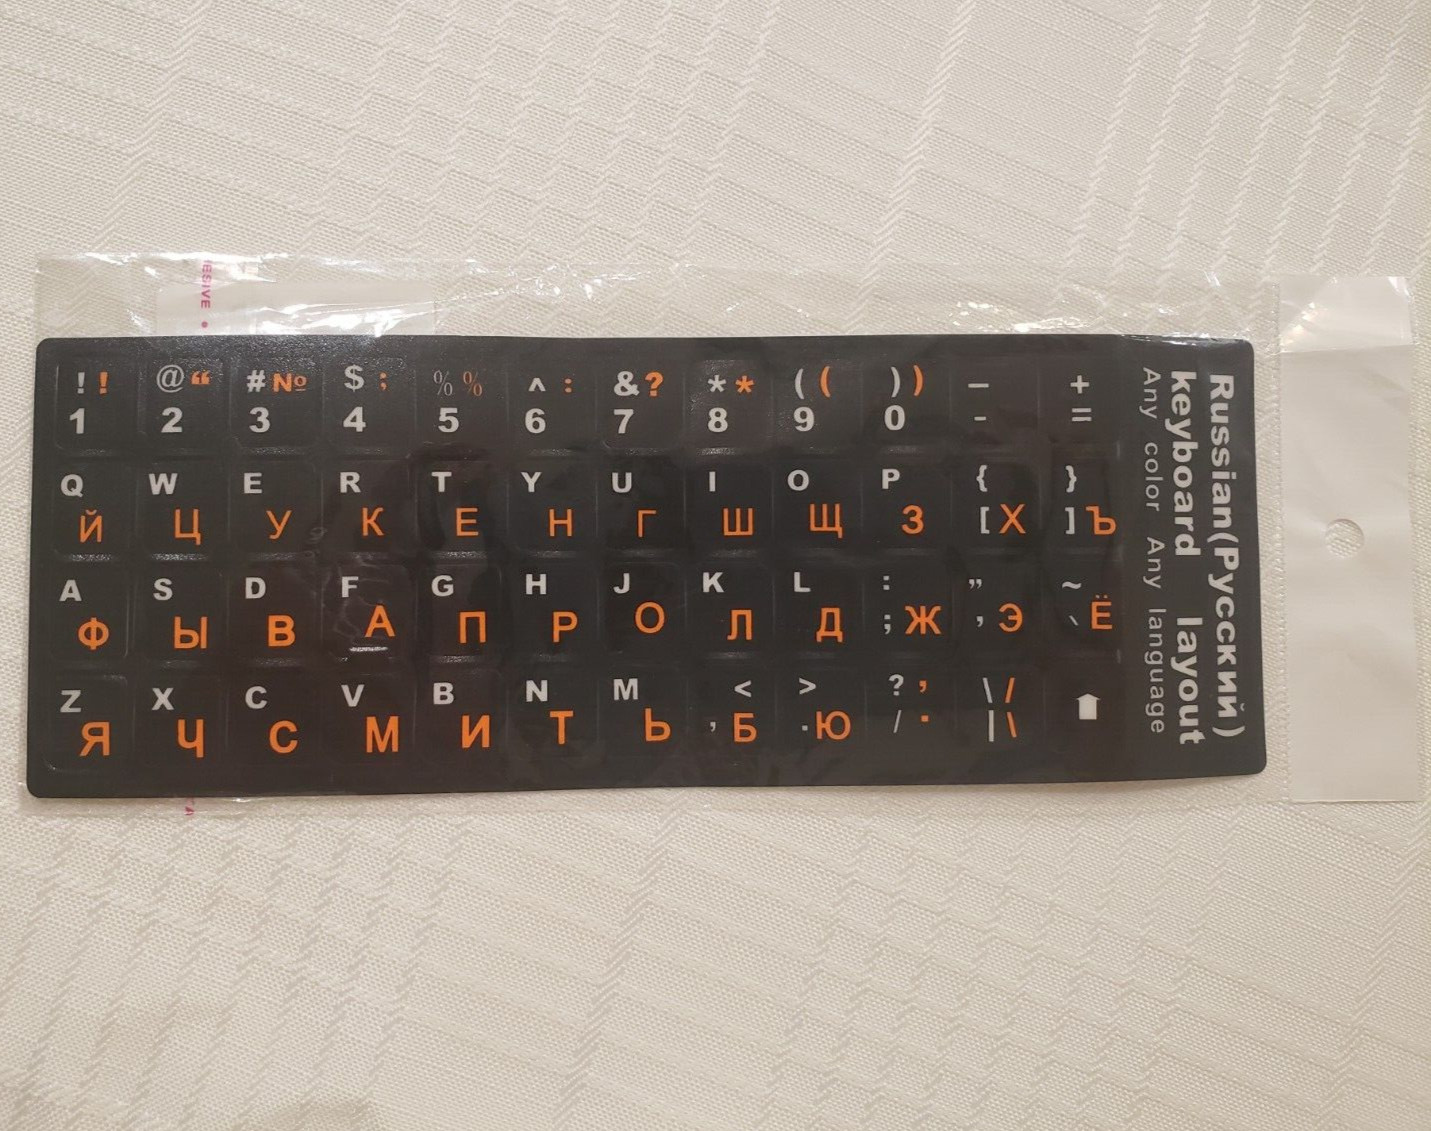 ESIVE •
! ! @ “ # № $ ; % % ^ : & ? * * ( ( ) ) _ +
1 2 3 4 5 6 7 8 9 0 - =
Q W E R T Y U I O P { }
Й Ц У К Е Н Г Ш Щ З [ Х ] Ъ
A S D F G H J K L : ” ~
Ф Ы В А П Р О Л Д ; Ж ’ Э ` Ё
Z X C V B N M < > ? , \ /
Я Ч С М И Т Ь , Б . Ю / . | \
Russian(Русский)
keyboard layout
Any color Any language